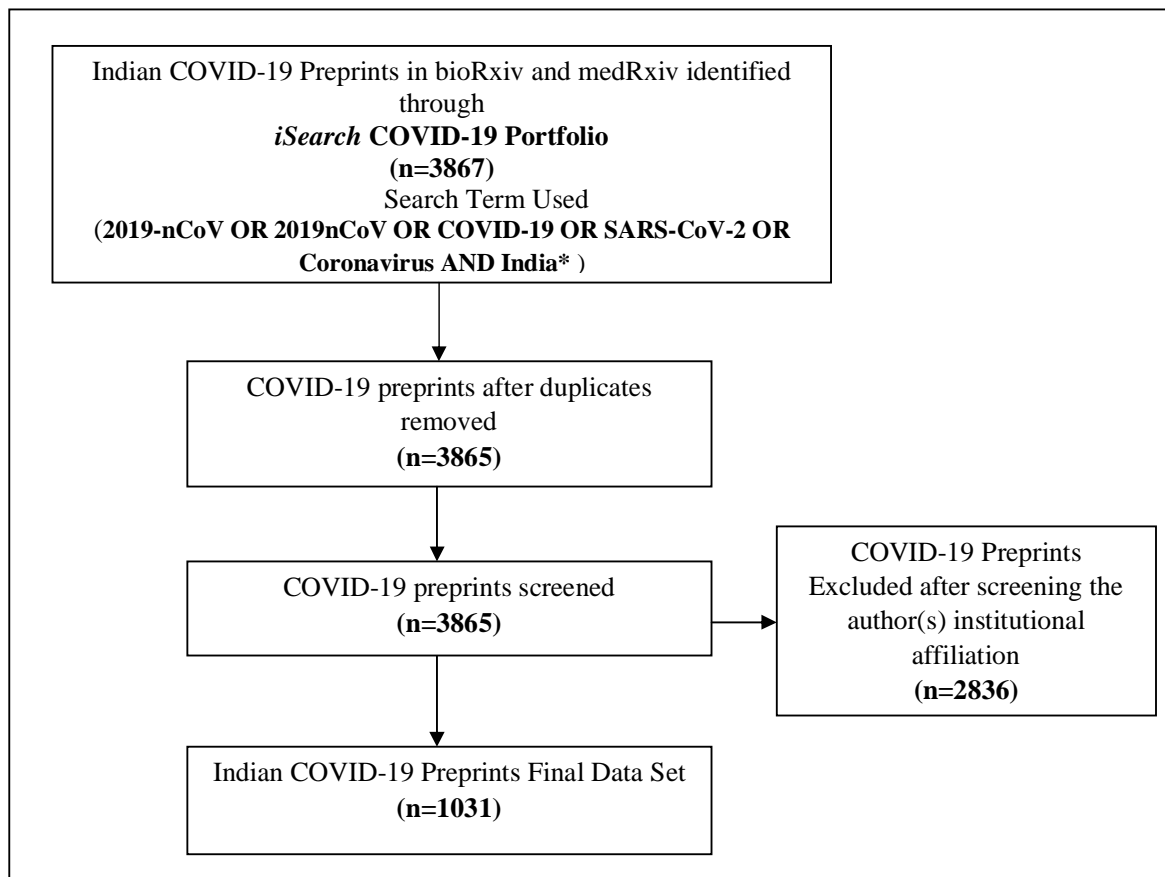 Indian COVID-19 Preprints in bioRxiv and medRxiv identified
through
iSearch COVID-19 Portfolio
(n=3867)
Search Term Used
(2019-nCoV OR 2019nCoV OR COVID-19 OR SARS-CoV-2 OR
Coronavirus AND India* )
COVID-19 preprints after duplicates
removed
(n=3865)
COVID-19 preprints screened
(n=3865)
COVID-19 Preprints
Excluded after screening the
author(s) institutional
affiliation
(n=2836)
Indian COVID-19 Preprints Final Data Set
(n=1031)